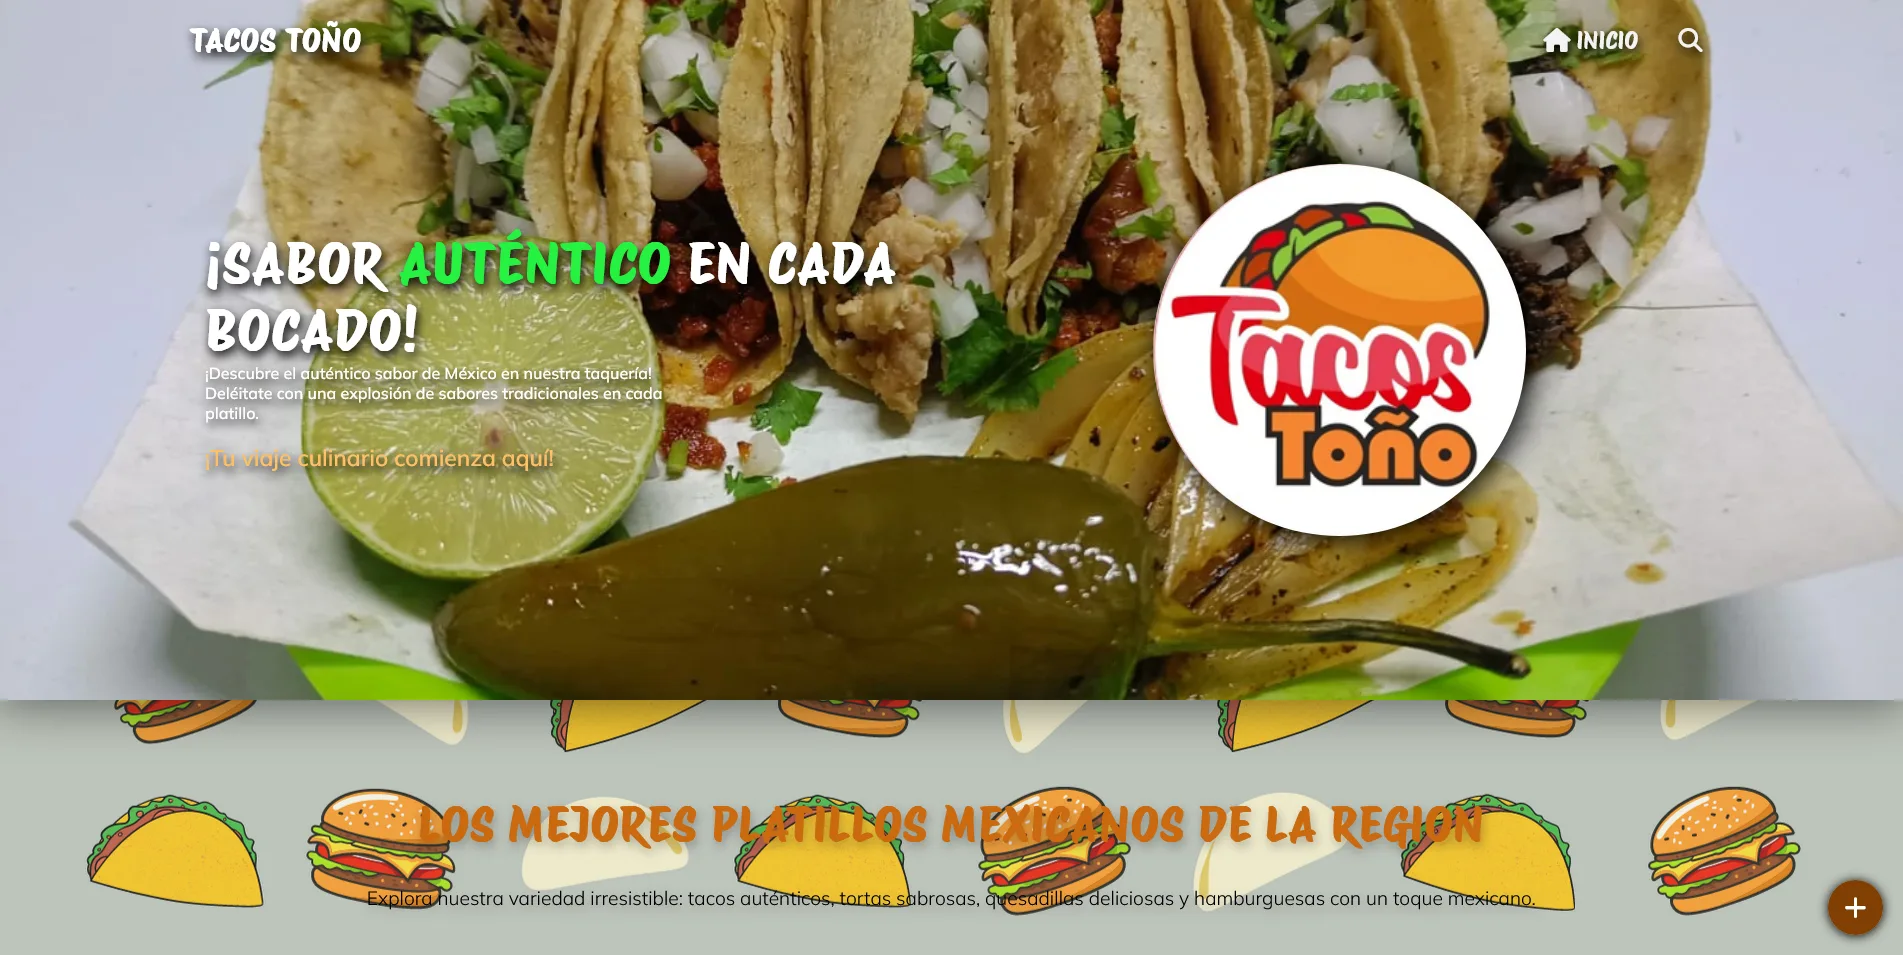 TACOS TOÑO
INICIO
¡SABOR AUTÉNTICO EN CADA
BOCADO!
¡Descubre el auténtico sabor de México en nuestra taquería!
Deléitate con una explosión de sabores tradicionales en cada
platillo.
¡Tu viaje culinario comienza aquí!
Tacos
Toño
LOS MEJORES PLATILLOS MEXICANOS DE LA REGION
Explora nuestra variedad irresistible: tacos auténticos, tortas sabrosas, quesadillas deliciosas y hamburguesas con un toque mexicano.